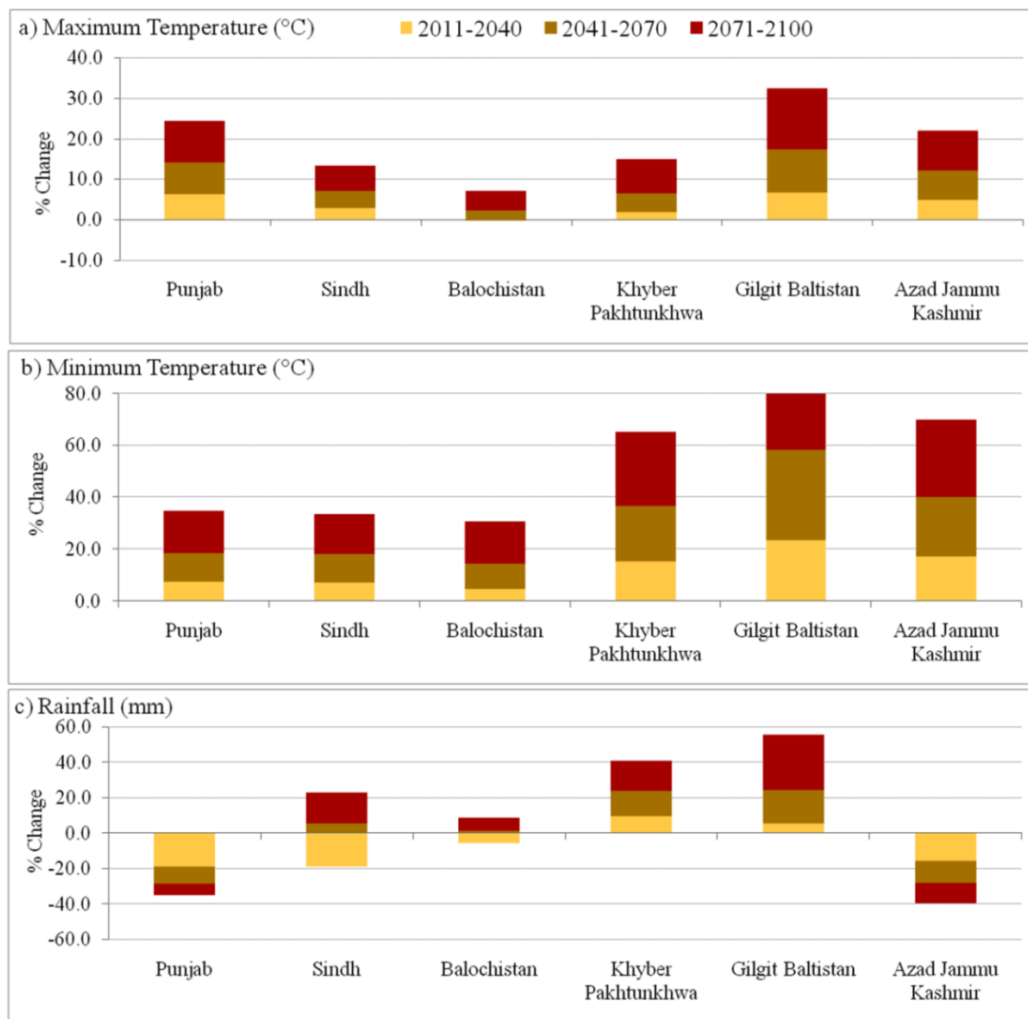 a) Maximum Temperature (°C) 2011-2040 2041-2070 2071-2100
40.0
30.0
20.0
10.0
0.0
-10.0
% Change
Punjab Sindh Balochistan Khyber Pakhtunkhwa Gilgit Baltistan Azad Jammu Kashmir
b) Minimum Temperature (°C)
80.0
60.0
40.0
20.0
0.0
% Change
Punjab Sindh Balochistan Khyber Pakhtunkhwa Gilgit Baltistan Azad Jammu Kashmir
c) Rainfall (mm)
60.0
40.0
20.0
0.0
-20.0
-40.0
-60.0
% Change
Punjab Sindh Balochistan Khyber Pakhtunkhwa Gilgit Baltistan Azad Jammu Kashmir